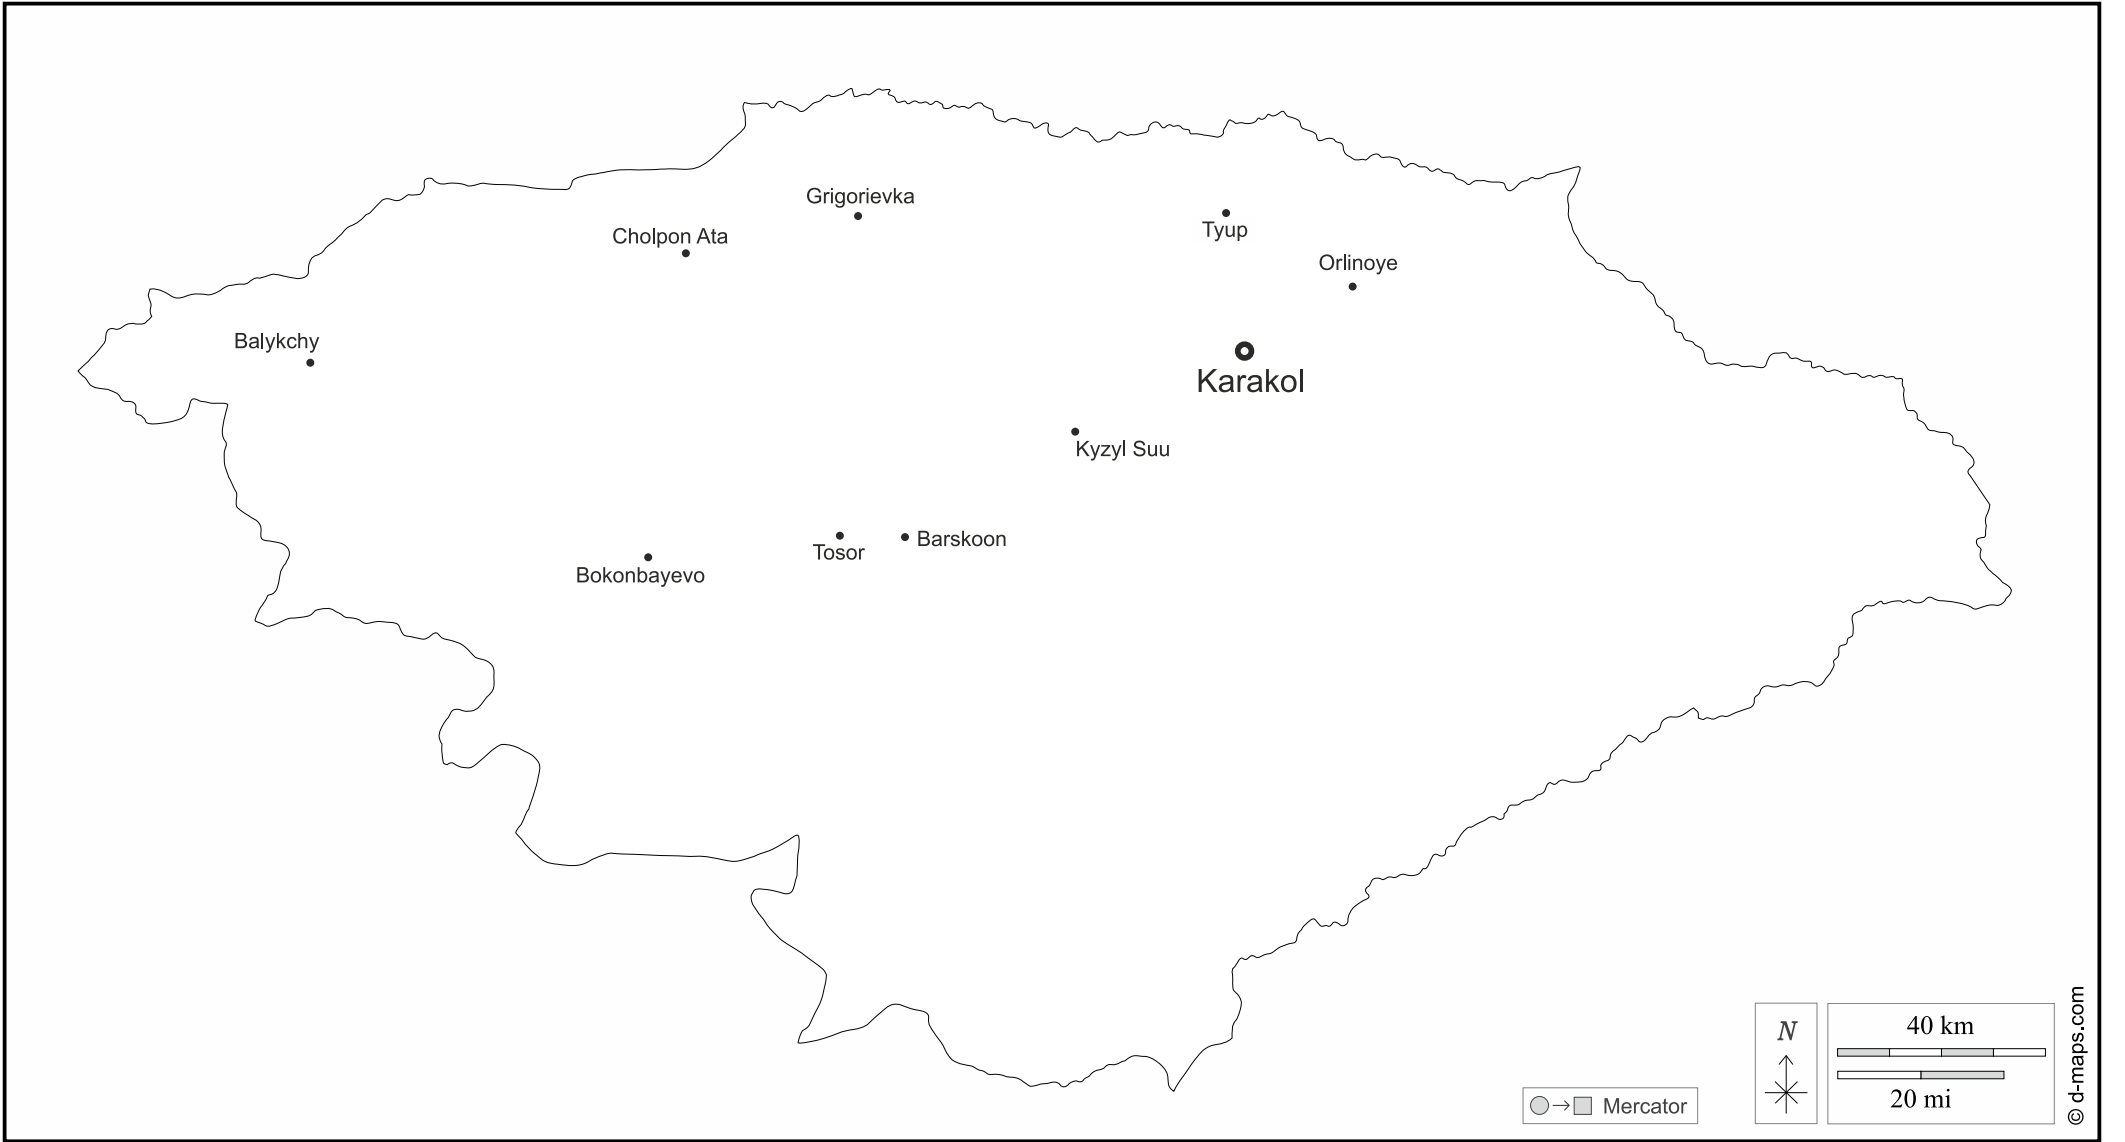 Grigorievka
Cholpon Ata
Tyup
Orlinoye
Balykchy
Karakol
Kyzyl Suu
Tosor
Barskoon
Bokonbayevo
N
40 km
20 mi
Mercator
© d-maps.com